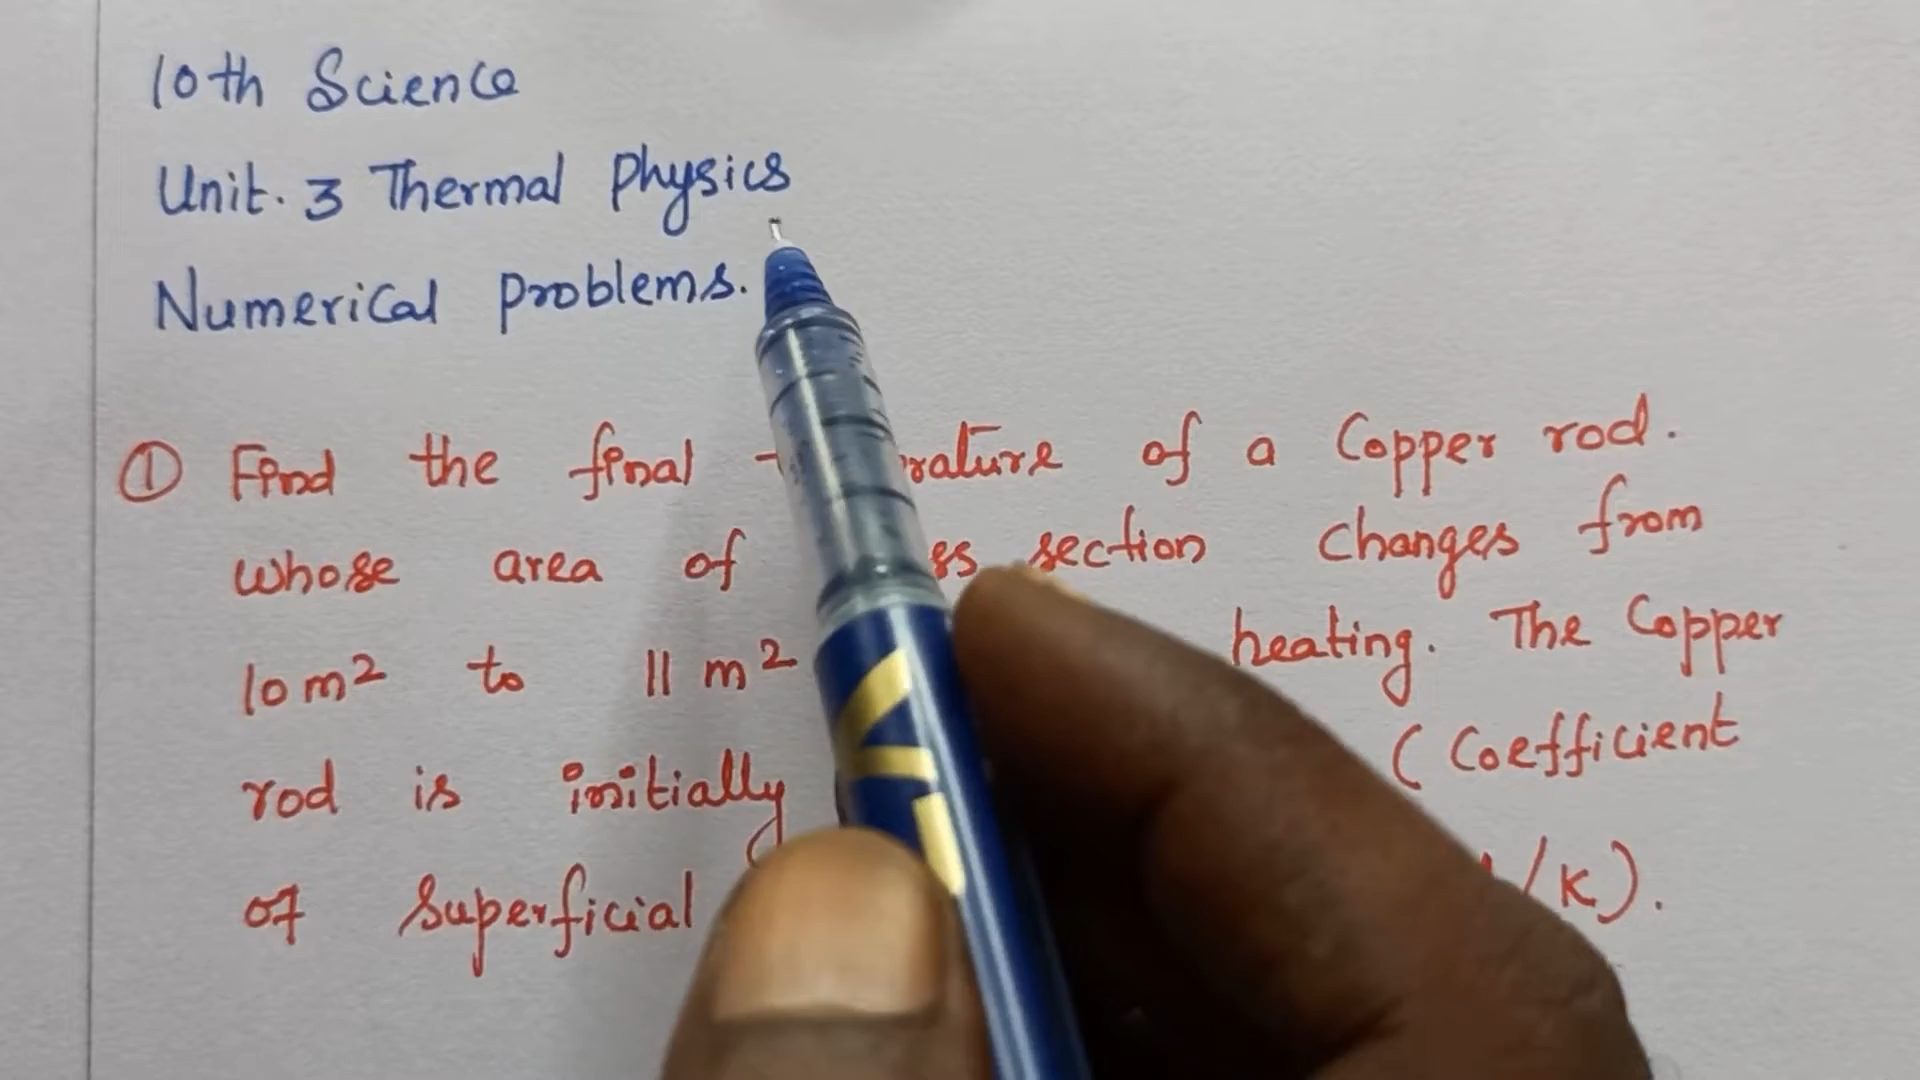 10th Science
Unit. 3 Thermal Physics
Numerical Problems.
① Find the final of a Copper rod.
whose area of section changes from
10 m² to 11 m² heating. The Copper
rod is initially ( Coefficient
of superficial /K).